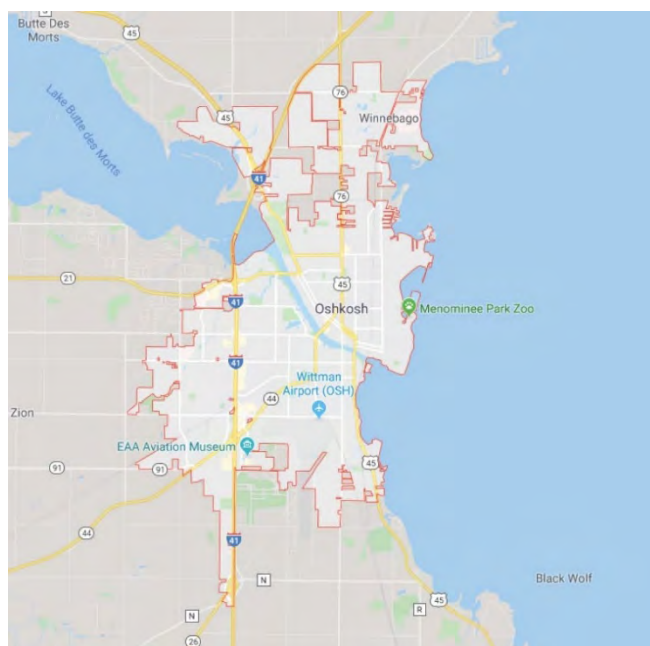 Butte Des
Morts
45
76
45
Winnebago
Lake Butte des Morts
41
76
21
41
45
Oshkosh
Menominee Park Zoo
41
Wittman
Airport (OSH)
44
Zion
EAA Aviation Museum
45
91
91
44
41
N
Black Wolf
45
R
N
26